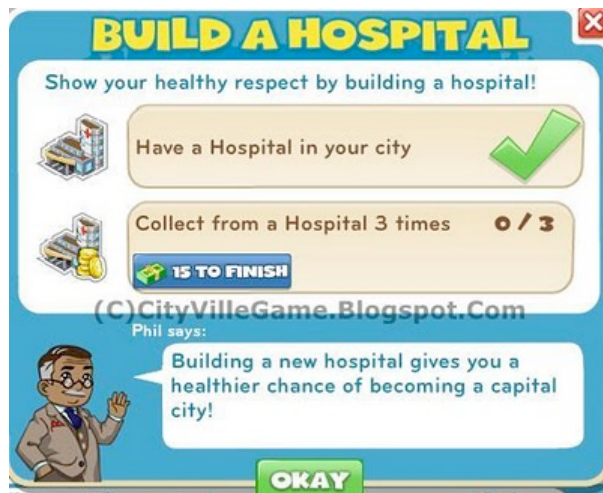 BUILD A HOSPITAL
Show your healthy respect by building a hospital!
Have a Hospital in your city
Collect from a Hospital 3 times 0/3
15 TO FINISH
(C)CityVilleGame.Blogspot.Com
Phil says:
Building a new hospital gives you a
healthier chance of becoming a capital
city!
OKAY